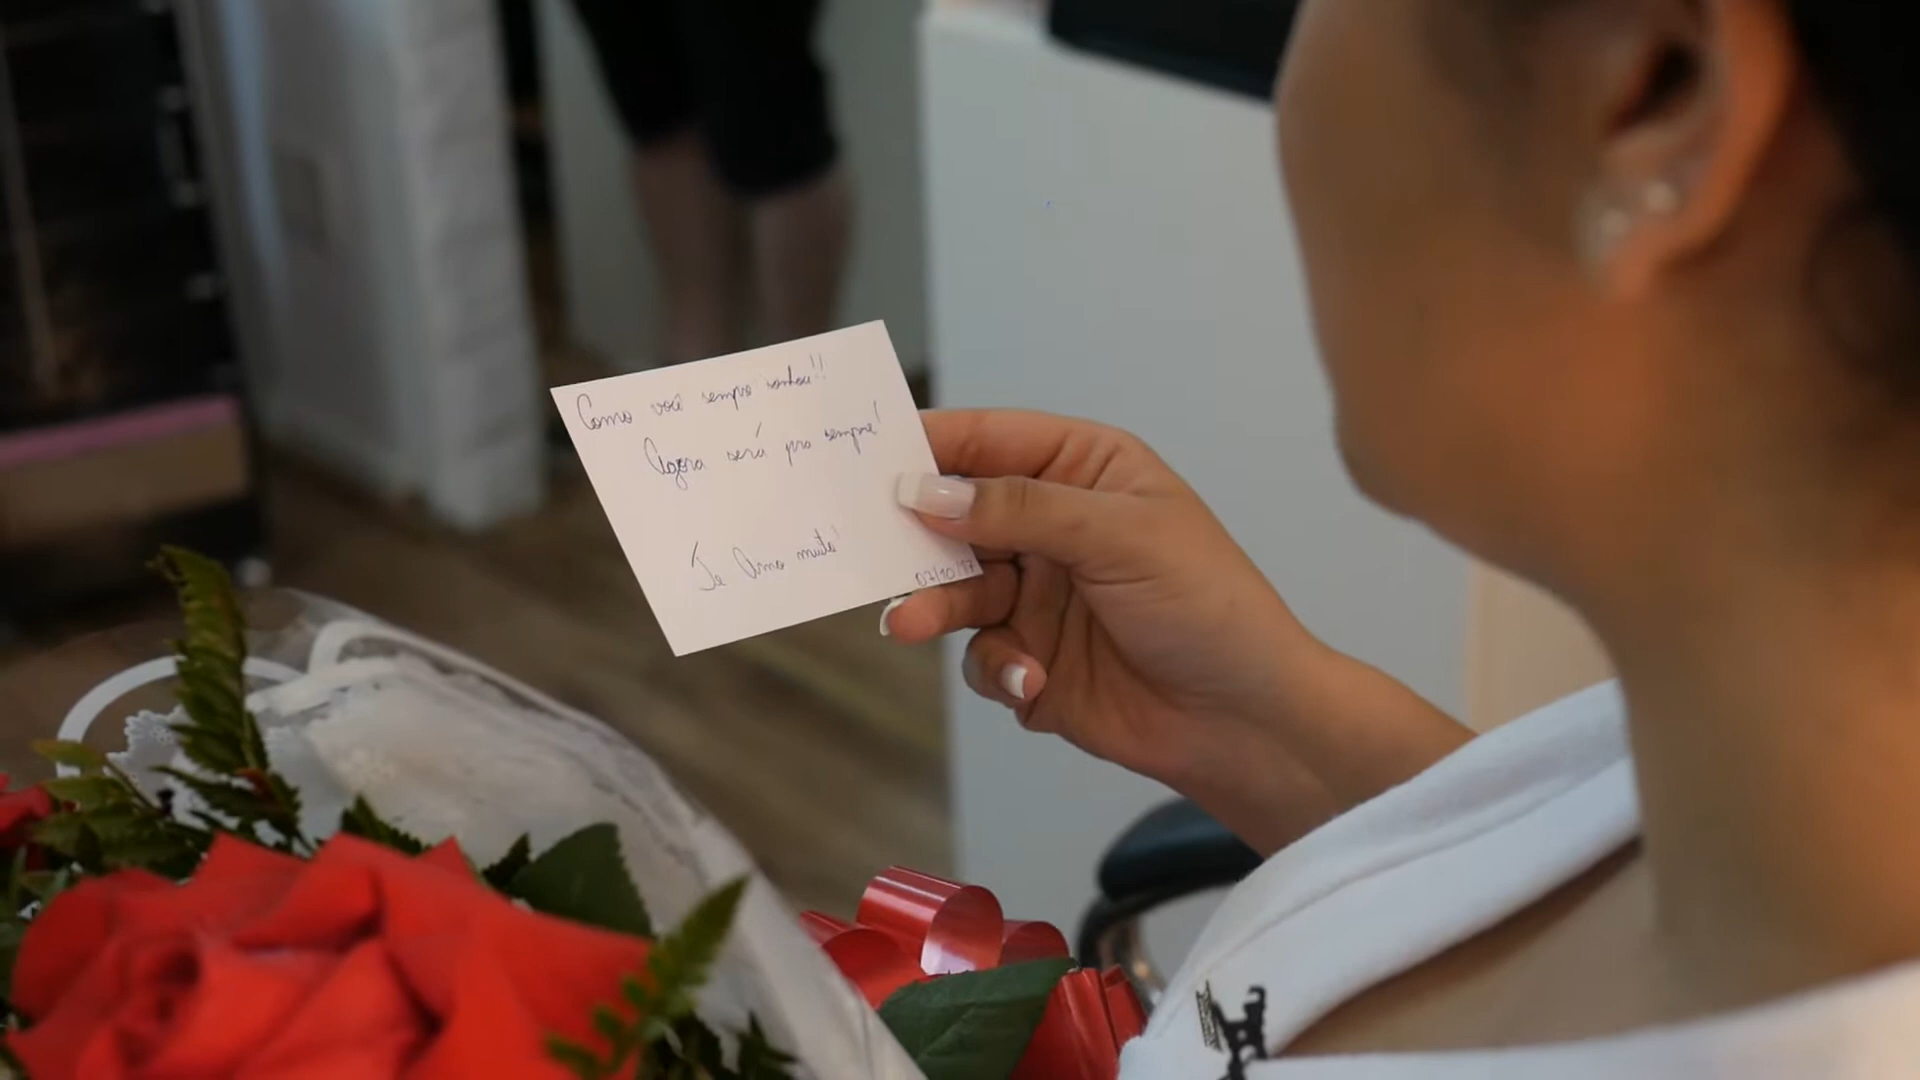 Como você sempre sonhou!!
Agora será pra sempre!
Te Amo muito!
07/10/17